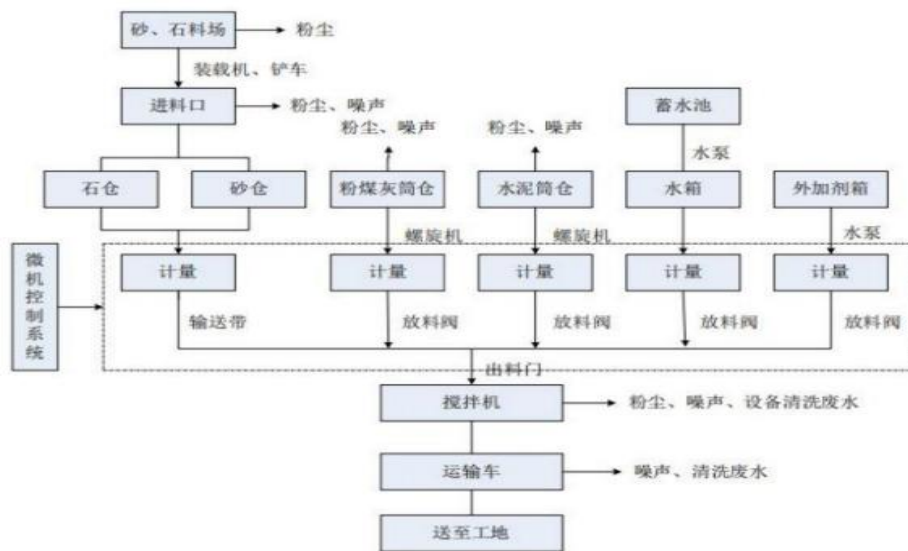 砂、石料场
粉尘
装载机、铲车
进料口
粉尘、噪声
粉尘、噪声
粉尘、噪声
蓄水池
水泵
石仓
砂仓
粉煤灰筒仓
水泥筒仓
水箱
外加剂箱
螺旋机
螺旋机
水泵
微机控制系统
计量
计量
计量
计量
计量
输送带
放料阀
放料阀
放料阀
放料阀
出料门
搅拌机
粉尘、噪声、设备清洗废水
运输车
噪声、清洗废水
送至工地